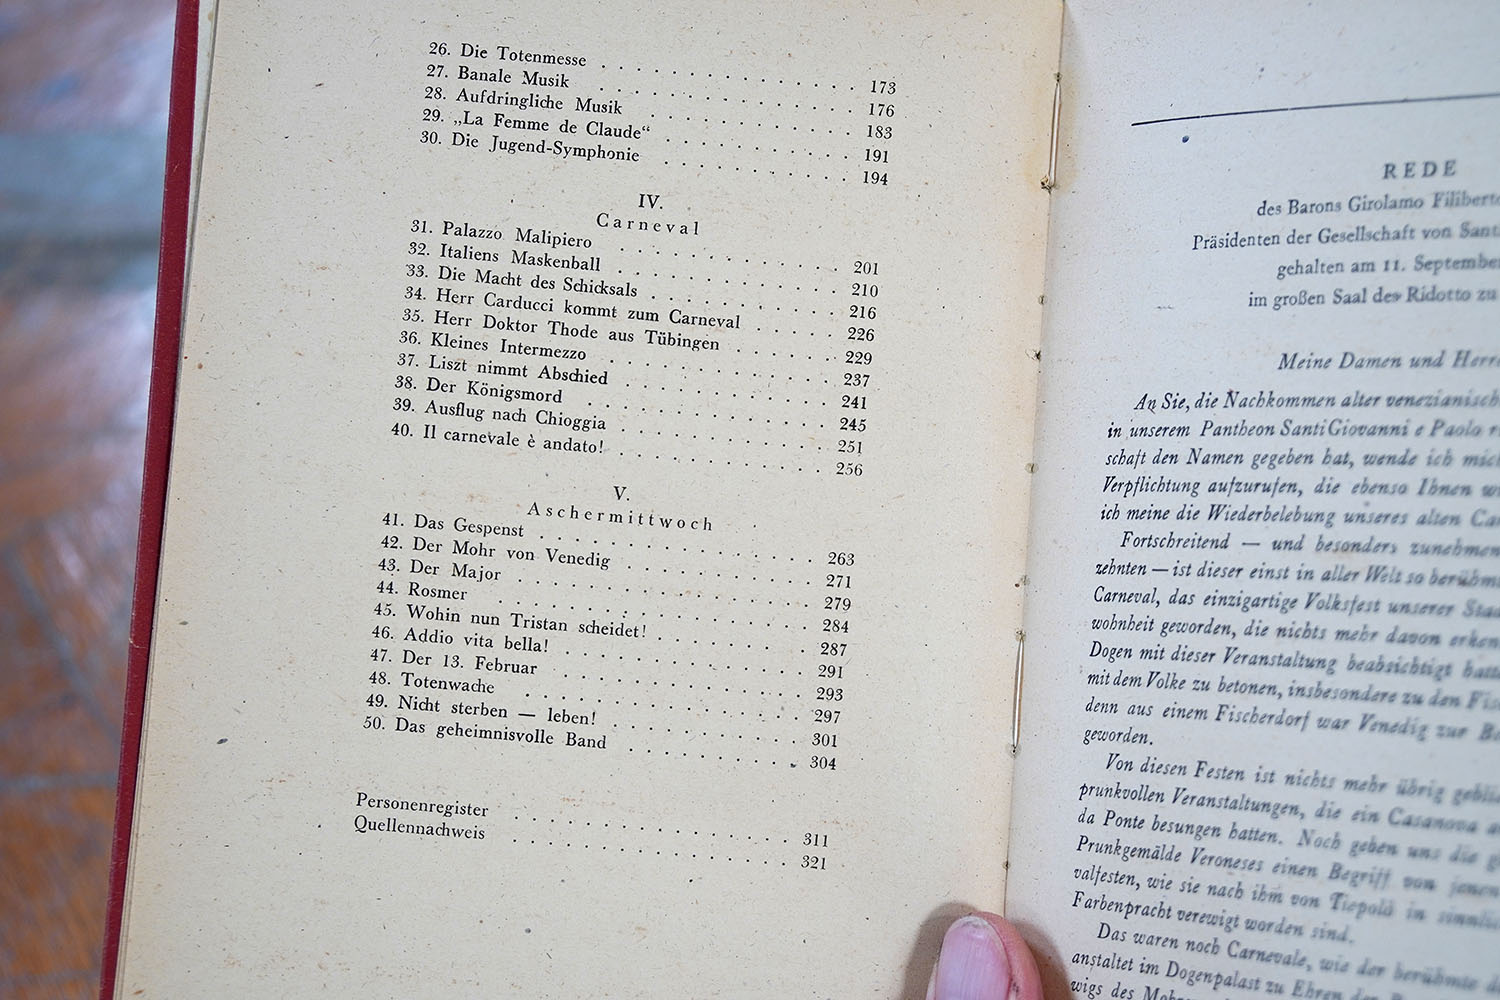 26. Die Totenmesse . . . . . . . . . . . . . 173
27. Banale Musik . . . . . . . . . . . . . 176
28. Aufdringliche Musik . . . . . . . . . . . 183
29. „La Femme de Claude“ . . . . . . . . . . 191
30. Die Jugend-Symphonie . . . . . . . . . . 194
IV.
Carneval
31. Palazzo Malipiero . . . . . . . . . . . 201
32. Italiens Maskenball . . . . . . . . . . . 210
33. Die Macht des Schicksals . . . . . . . . . 216
34. Herr Carducci kommt zum Carneval . . . . . 226
35. Herr Doktor Thode aus Tübingen . . . . . . 229
36. Kleines Intermezzo . . . . . . . . . . . 237
37. Liszt nimmt Abschied . . . . . . . . . . 241
38. Der Königsmord . . . . . . . . . . . . 245
39. Ausflug nach Chioggia . . . . . . . . . . 251
40. Il carnevale è andato! . . . . . . . . . . 256
V.
Aschermittwoch
41. Das Gespenst . . . . . . . . . . . . . 263
42. Der Mohr von Venedig . . . . . . . . . . 271
43. Der Major . . . . . . . . . . . . . . 279
44. Rosmer . . . . . . . . . . . . . . . 284
45. Wohin nun Tristan scheidet! . . . . . . . . 287
46. Addio vita bella! . . . . . . . . . . . . 291
47. Der 13. Februar . . . . . . . . . . . . 293
48. Totenwache . . . . . . . . . . . . . 297
49. Nicht sterben — leben! . . . . . . . . . . 301
50. Das geheimnisvolle Band . . . . . . . . . 304
Personenregister . . . . . . . . . . . . . 311
Quellennachweis . . . . . . . . . . . . . 321
REDE
des Barons Girolamo Filiberto
Präsidenten der Gesellschaft von
gehalten am 11. September
im großen Saal des Ridotto zu
Meine Damen und
An Sie, die Nachkommen alter
in unserem Pantheon Santi Giovanni e Paolo
schaft den Namen gegeben hat, wende ich
Verpflichtung aufzurufen, die ebenso Ihnen
ich meine die Wiederbelebung unseres alten
Fortschreitend — und besonders
zehnten — ist dieser einst in aller Welt so
Carneval, das einzigartige Volksfest unserer
wohnheit geworden, die nichts mehr davon
Dogen mit dieser Veranstaltung beabsichtigt
mit dem Volke zu betonen, insbesondere zu den
denn aus einem Fischerdorf war Venedig zur
geworden.
Von diesen Festen ist nichts mehr übrig
prunkvollen Veranstaltungen, die ein Casanova
da Ponte besungen hatten. Noch geben uns die
Prunkgemälde Veroneses einen Begriff von jenen
valfesten, wie sie nach ihm von Tiepolo in
Farbenpracht verewigt worden sind.
Das waren noch Carnevale, wie der berühmte
anstaltet im Dogenpalast zu Ehren des
wigs des